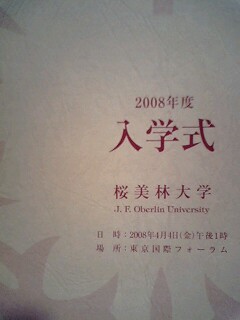 2008年度
入学式
桜美林大学
J. F. Oberlin University
日　時：2008年4月4日(金)午後1時
場　所：東京国際フォーラム